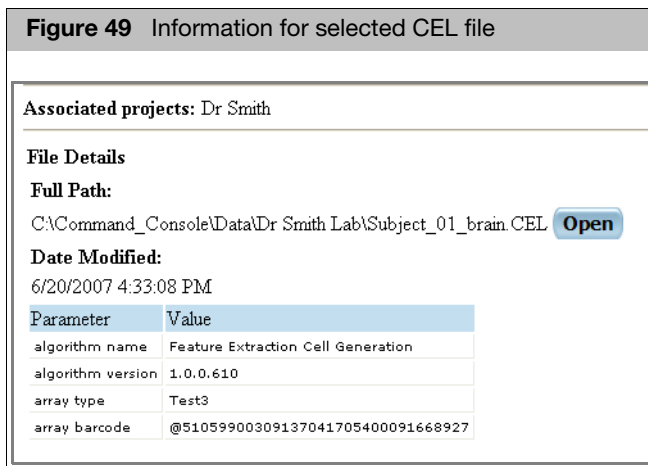 Figure 49 Information for selected CEL file
Associated projects: Dr Smith
File Details
Full Path:
C:\Command_Console\Data\Dr Smith Lab\Subject_01_brain.CEL Open
Date Modified:
6/20/2007 4:33:08 PM
Parameter Value
algorithm name Feature Extraction Cell Generation
algorithm version 1.0.0.610
array type Test3
array barcode @51059900309137041705400091668927